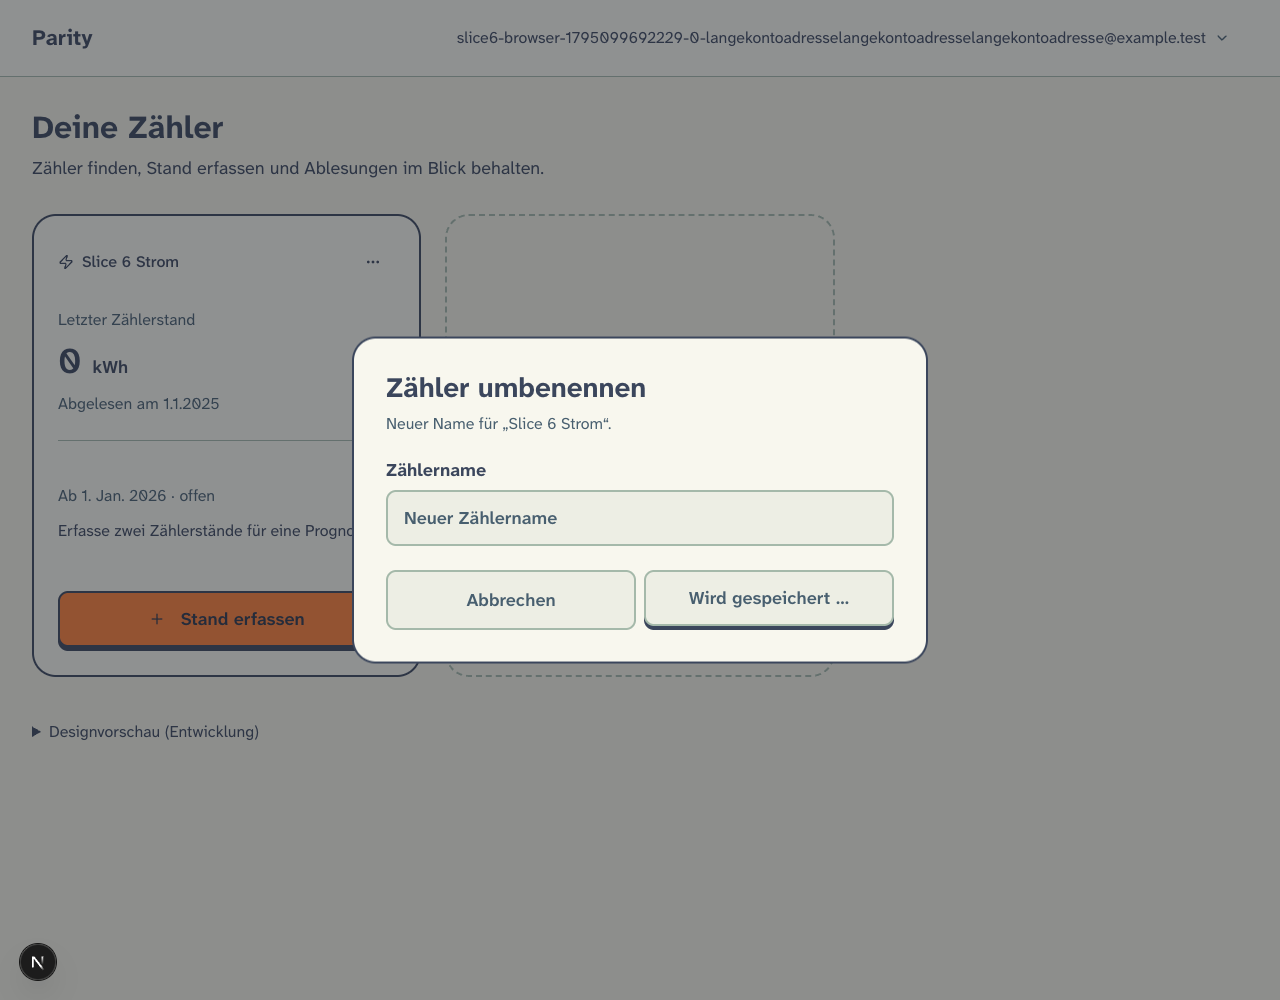 Parity
slice6-browser-1795099692229-0-langekontoadresselangekontoadresselangekontoadresse@example.test
Deine Zähler
Zähler finden, Stand erfassen und Ablesungen im Blick behalten.
Slice 6 Strom
Letzter Zählerstand
0 kWh
Abgelesen am 1.1.2025
Ab 1. Jan. 2026 · offen
Erfasse zwei Zählerstände für eine
+ Stand erfassen
Zähler umbenennen
Neuer Name für „Slice 6 Strom“.
Zählername
Neuer Zählername
Abbrechen
Wird gespeichert ...
Designvorschau (Entwicklung)
N